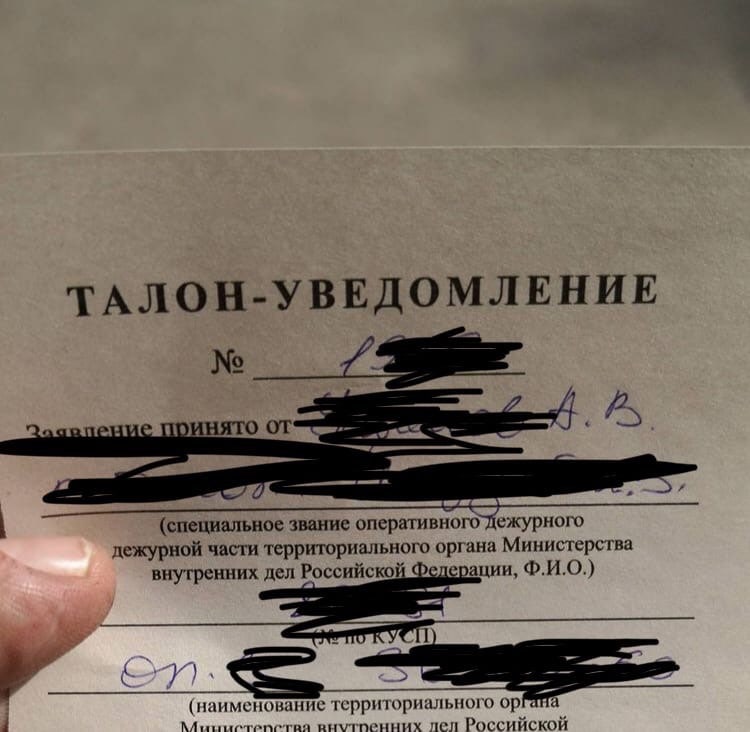 ТАЛОН-УВЕДОМЛЕНИЕ
№
Заявление принято от А. В.
(специальное звание оперативного дежурного
дежурной части территориального органа Министерства
внутренних дел Российской Федерации, Ф.И.О.)
(№ по КУСП)
оп.
(наименование территориального органа
Министерства внутренних дел Российской